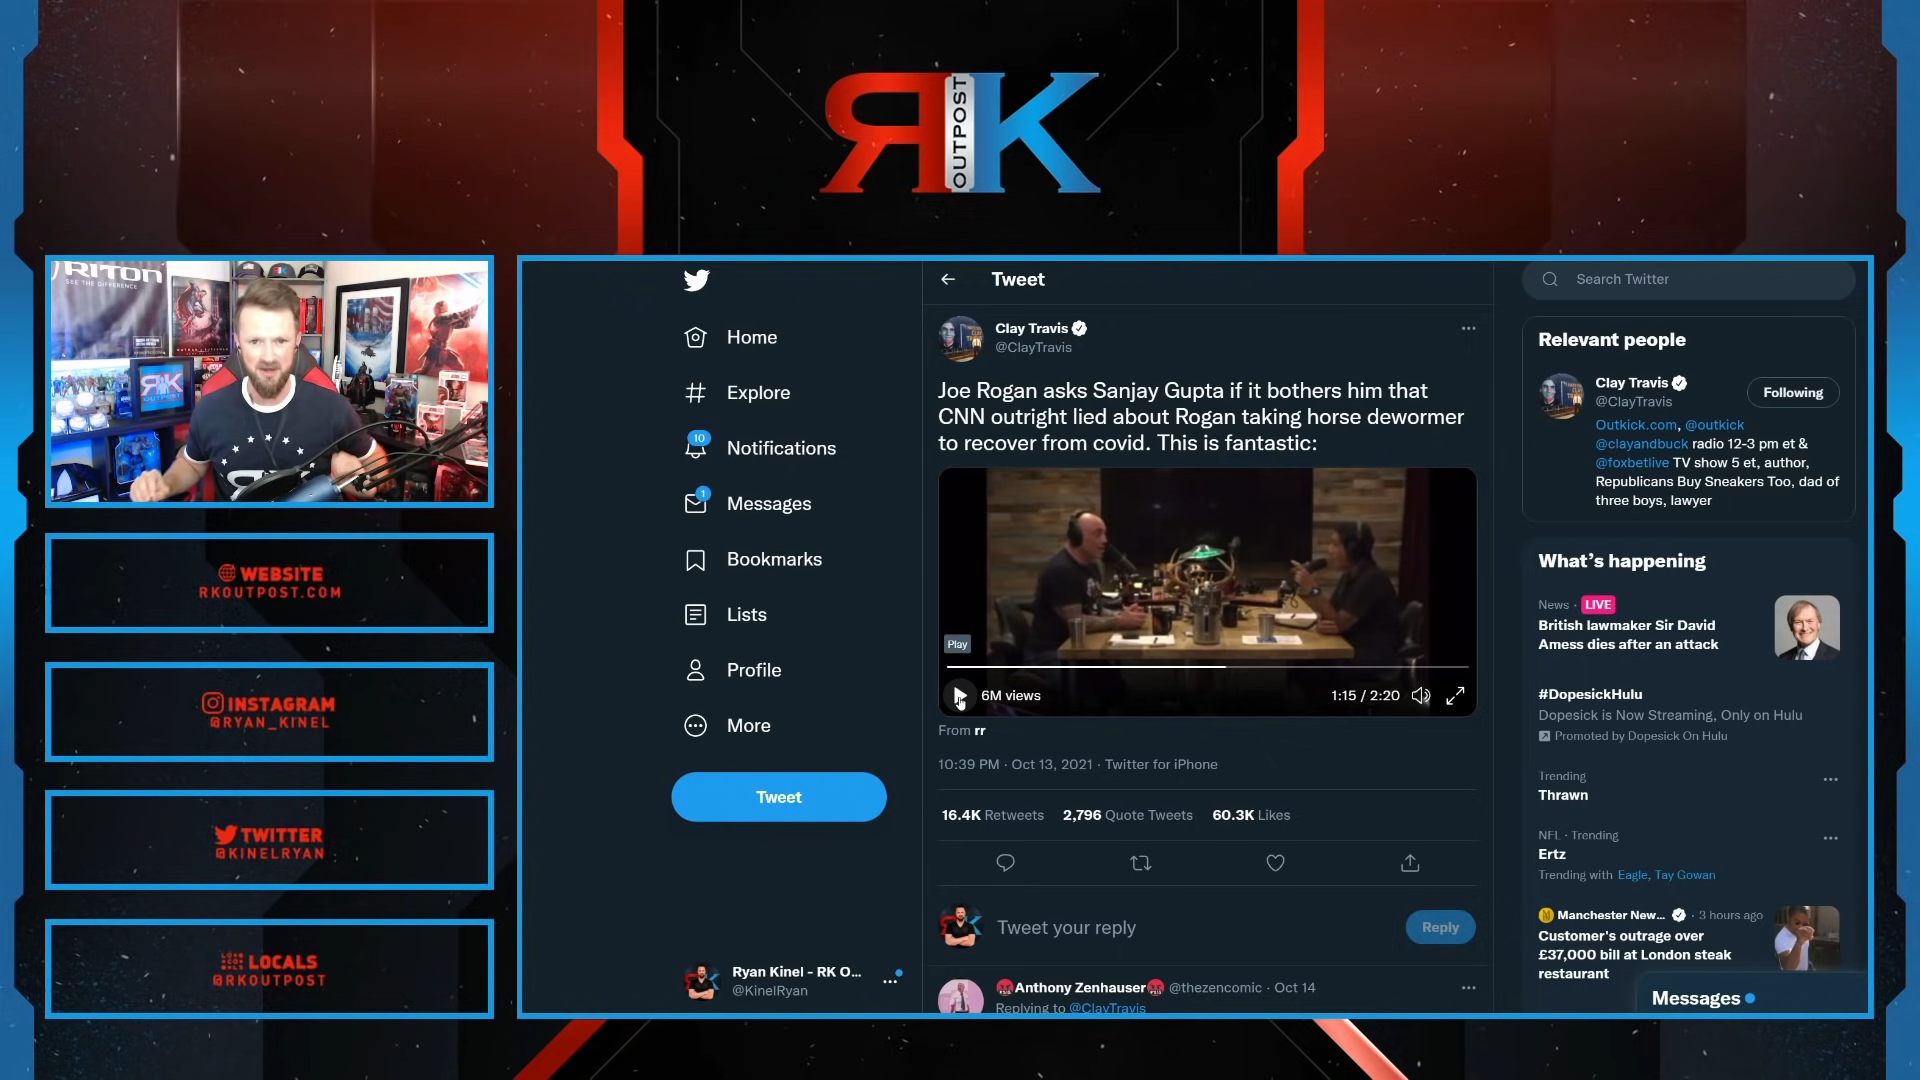 RK
OUTPOST
RITON
SEE THE DIFFERENCE
RK
OUTPOST
WEBSITE
RKOUTPOST.COM
INSTAGRAM
@RYAN_KINEL
TWITTER
@KINELRYAN
LOCALS
@RKOUTPOST
Home
Explore
10
Notifications
1
Messages
Bookmarks
Lists
Profile
More
Tweet
Ryan Kinel - RK O...
@KinelRyan
Tweet
Clay Travis
@ClayTravis
Joe Rogan asks Sanjay Gupta if it bothers him that
CNN outright lied about Rogan taking horse dewormer
to recover from covid. This is fantastic:
Play
6M views
1:15 / 2:20
From rr
10:39 PM · Oct 13, 2021 · Twitter for iPhone
16.4K Retweets 2,796 Quote Tweets 60.3K Likes
Tweet your reply
Reply
Anthony Zenhauser @thezencomic · Oct 14
Replying to @ClayTravis
Search Twitter
Relevant people
Clay Travis
@ClayTravis
Following
Outkick.com, @outkick
@clayandbuck radio 12-3 pm et &
@foxbetlive TV show 5 et, author,
Republicans Buy Sneakers Too, dad of
three boys, lawyer
What's happening
News · LIVE
British lawmaker Sir David
Amess dies after an attack
#DopesickHulu
Dopesick is Now Streaming, Only on Hulu
Promoted by Dopesick On Hulu
Trending
Thrawn
NFL · Trending
Ertz
Trending with Eagle, Tay Gowan
Manchester New... · 3 hours ago
Customer's outrage over
£37,000 bill at London steak
restaurant
Messages